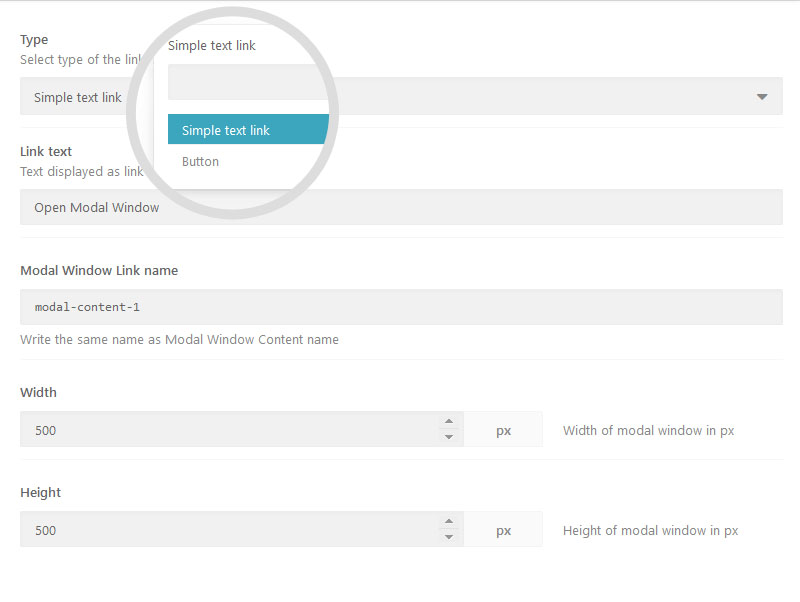 Type
Select type of the link
Simple text link
Simple text link
Simple text link
Button
Link text
Text displayed as link
Open Modal Window
Modal Window Link name
modal-content-1
Write the same name as Modal Window Content name
Width
500 px Width of modal window in px
Height
500 px Height of modal window in px